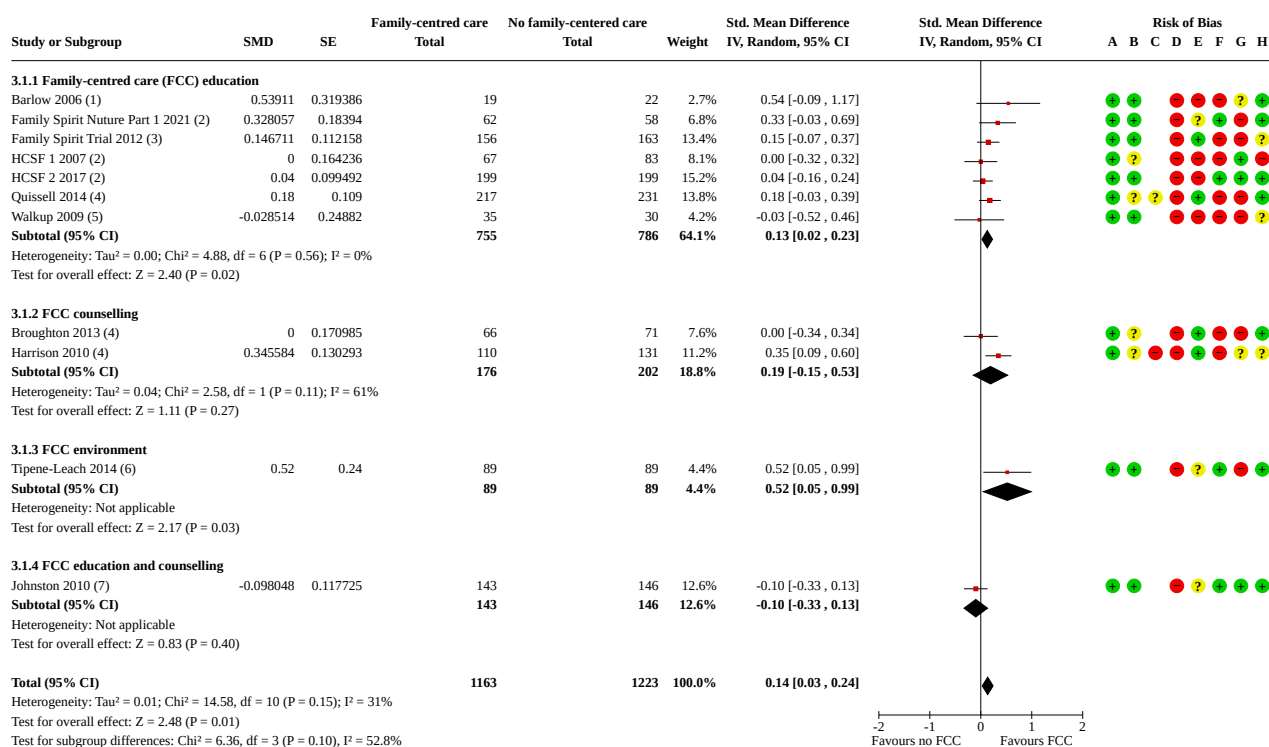 Family-centred care No family-centered care Std. Mean Difference Std. Mean Difference Risk of Bias
Study or Subgroup SMD SE Total Total Weight IV, Random, 95% CI IV, Random, 95% CI A B C D E F G H
3.1.1 Family-centred care (FCC) education
Barlow 2006 (1) 0.53911 0.319386 19 22 2.7% 0.54 [-0.09 , 1.17] + + − − − ? +
Family Spirit Nuture Part 1 2021 (2) 0.328057 0.18394 62 58 6.8% 0.33 [-0.03 , 0.69] + + − ? + − +
Family Spirit Trial 2012 (3) 0.146711 0.112158 156 163 13.4% 0.15 [-0.07 , 0.37] + + − + − − ?
HCSF 1 2007 (2) 0 0.164236 67 83 8.1% 0.00 [-0.32 , 0.32] + ? − − − + −
HCSF 2 2017 (2) 0.04 0.099492 199 199 15.2% 0.04 [-0.16 , 0.24] + + − − + + +
Quissell 2014 (4) 0.18 0.109 217 231 13.8% 0.18 [-0.03 , 0.39] + ? ? − + − − +
Walkup 2009 (5) -0.028514 0.24882 35 30 4.2% -0.03 [-0.52 , 0.46] + + − − − − ?
Subtotal (95% CI) 755 786 64.1% 0.13 [0.02 , 0.23]
Heterogeneity: Tau² = 0.00; Chi² = 4.88, df = 6 (P = 0.56); I² = 0%
Test for overall effect: Z = 2.40 (P = 0.02)
3.1.2 FCC counselling
Broughton 2013 (4) 0 0.170985 66 71 7.6% 0.00 [-0.34 , 0.34] + ? − + − − +
Harrison 2010 (4) 0.345584 0.130293 110 131 11.2% 0.35 [0.09 , 0.60] + ? − − + − ? ?
Subtotal (95% CI) 176 202 18.8% 0.19 [-0.15 , 0.53]
Heterogeneity: Tau² = 0.04; Chi² = 2.58, df = 1 (P = 0.11); I² = 61%
Test for overall effect: Z = 1.11 (P = 0.27)
3.1.3 FCC environment
Tipene-Leach 2014 (6) 0.52 0.24 89 89 4.4% 0.52 [0.05 , 0.99] + + − ? + − +
Subtotal (95% CI) 89 89 4.4% 0.52 [0.05 , 0.99]
Heterogeneity: Not applicable
Test for overall effect: Z = 2.17 (P = 0.03)
3.1.4 FCC education and counselling
Johnston 2010 (7) -0.098048 0.117725 143 146 12.6% -0.10 [-0.33 , 0.13] + + − ? + + +
Subtotal (95% CI) 143 146 12.6% -0.10 [-0.33 , 0.13]
Heterogeneity: Not applicable
Test for overall effect: Z = 0.83 (P = 0.40)
Total (95% CI) 1163 1223 100.0% 0.14 [0.03 , 0.24]
Heterogeneity: Tau² = 0.01; Chi² = 14.58, df = 10 (P = 0.15); I² = 31%
Test for overall effect: Z = 2.48 (P = 0.01) -2 -1 0 1 2
Test for subgroup differences: Chi² = 6.36, df = 3 (P = 0.10), I² = 52.8% Favours no FCC Favours FCC